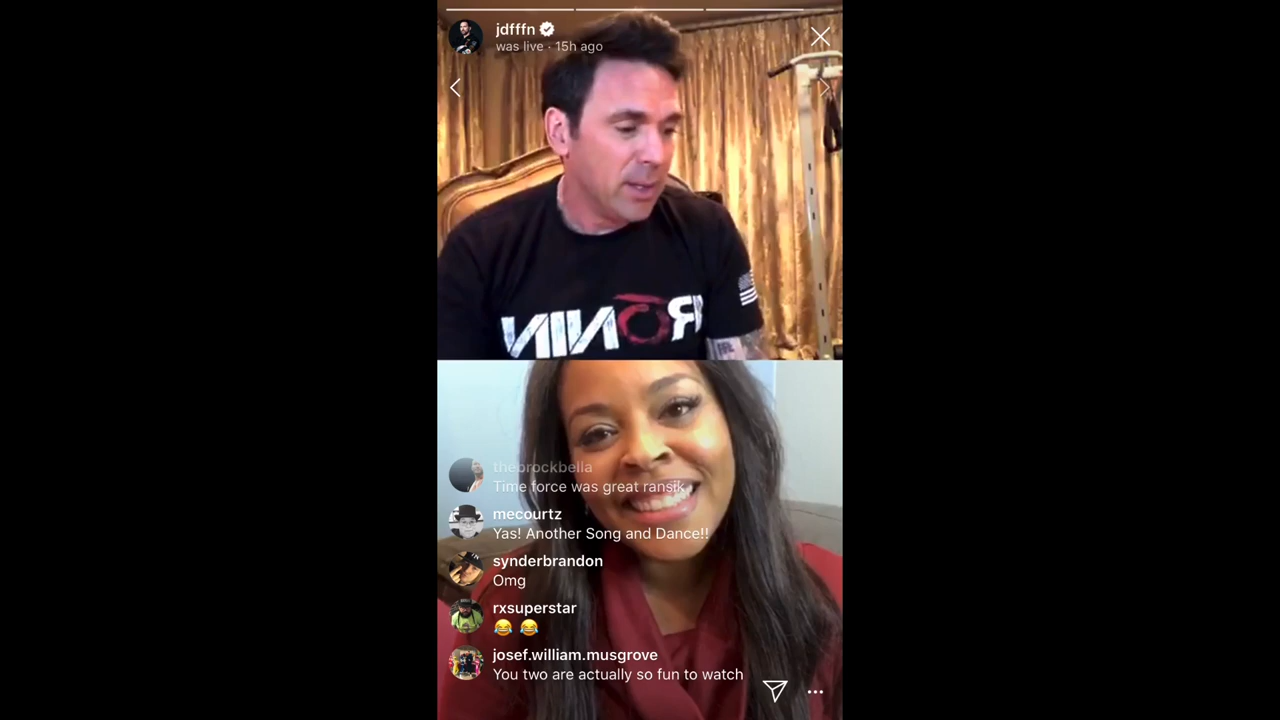 jdfffn
was live · 15h ago
RONIN
thebrockbella
Time force was great ransik
mecourtz
Yas! Another Song and Dance!!
synderbrandon
Omg
rxsuperstar
😂 😂
josef.william.musgrove
You two are actually so fun to watch